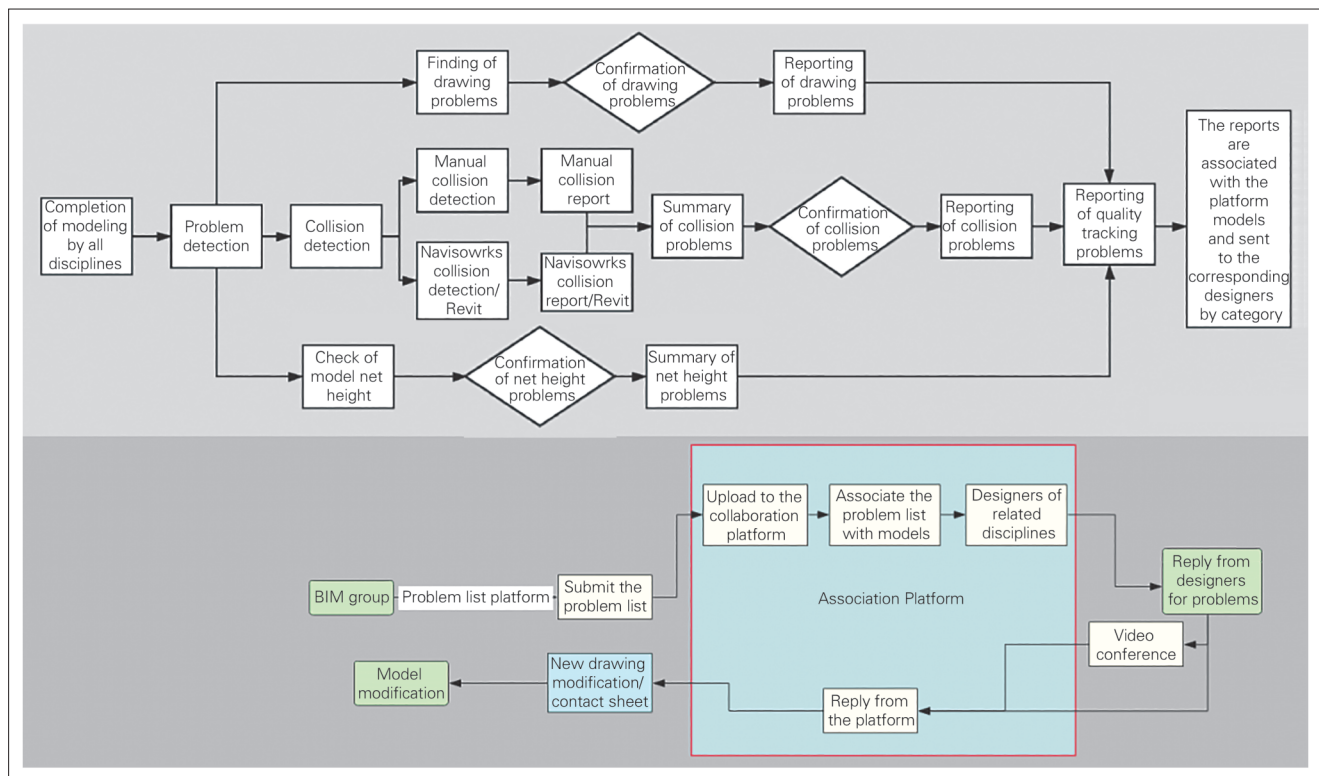 Finding of
drawing
problems
Confirmation
of drawing
problems
Reporting
of drawing
problems
The reports
are
associated
with the
platform
models
and sent
to the
corresponding
designers
by category
Completion
of modeling
by all
disciplines
Problem
detection
Collision
detection
Manual
collision
detection
Manual
collision
report
Navisowrks
collision
detection/
Revit
Navisowrks
collision
report/Revit
Summary
of collision
problems
Confirmation
of collision
problems
Reporting
of collision
problems
Reporting
of quality
tracking
problems
Check of
model net
height
Confirmation
of net height
problems
Summary of
net height
problems
Upload to the
collaboration
platform
Associate the
problem list
with models
Designers of
related
disciplines
BIM group
Problem list platform
Submit the
problem list
Association Platform
Reply from
designers
for problems
Video
conference
Model
modification
New drawing
modification/
contact sheet
Reply from
the platform